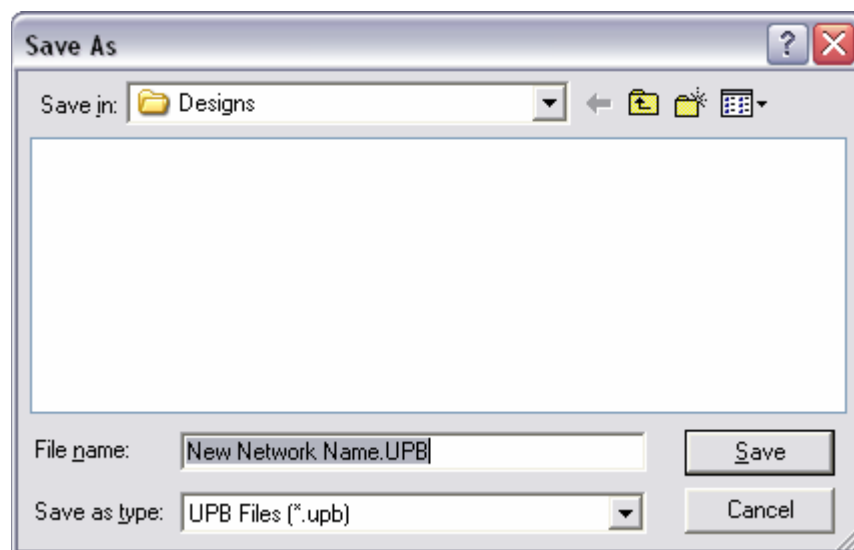 Save As
Save in: Designs
File name: New Network Name.UPB Save
Save as type: UPB Files (*.upb) Cancel